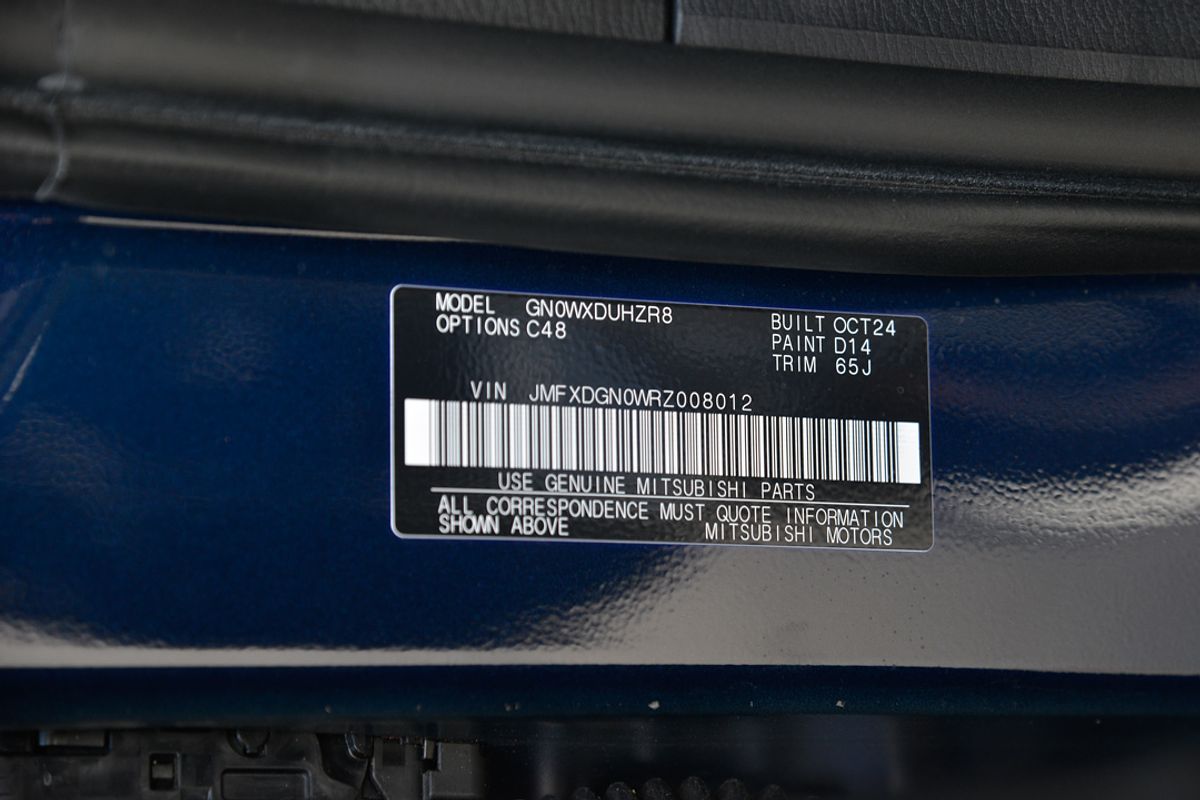 MODEL GN0WXDUHZR8
OPTIONS C48
BUILT OCT24
PAINT D14
TRIM 65J
VIN JMFXDGN0WRZ008012
USE GENUINE MITSUBISHI PARTS
ALL CORRESPONDENCE MUST QUOTE INFORMATION
SHOWN ABOVE MITSUBISHI MOTORS